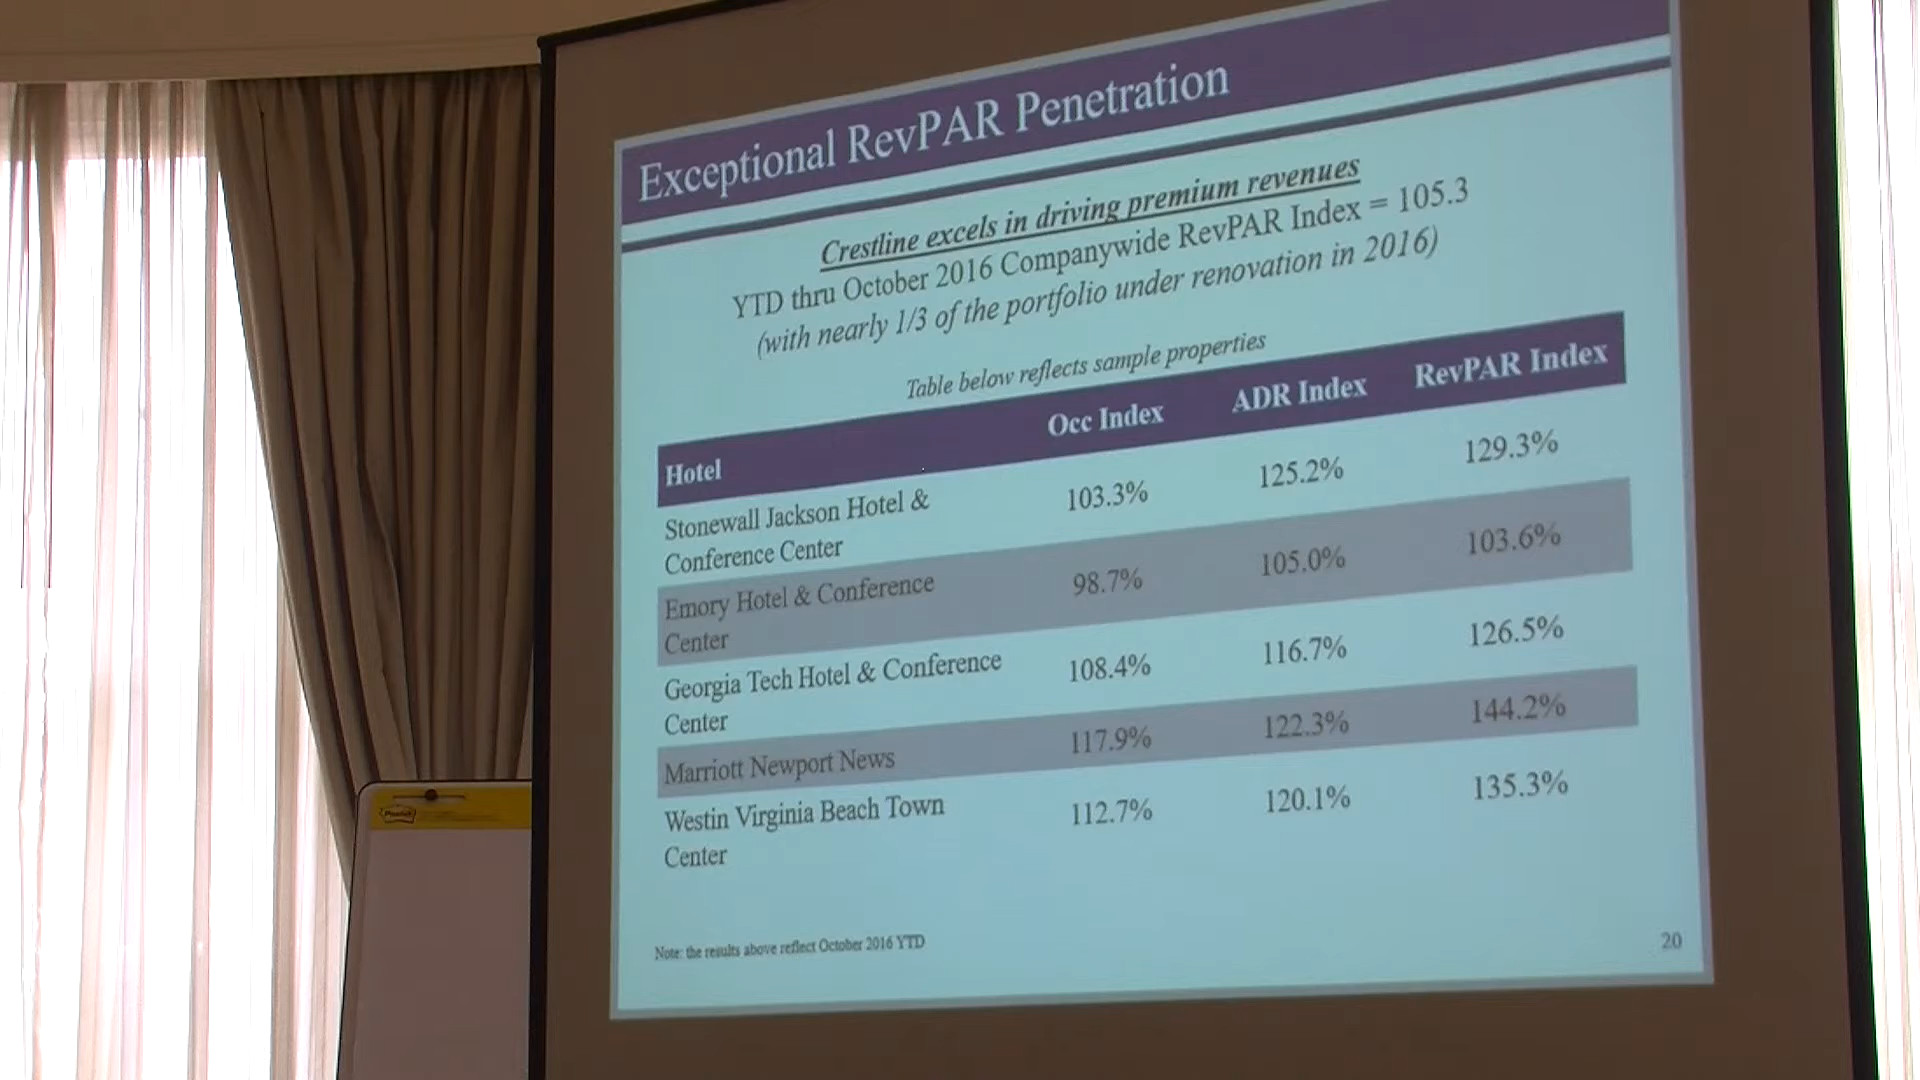 Exceptional RevPAR Penetration
Crestline excels in driving premium revenues
YTD thru October 2016 Companywide RevPAR Index = 105.3
(with nearly 1/3 of the portfolio under renovation in 2016)
Table below reflects sample properties
Hotel Occ Index ADR Index RevPAR Index
Stonewall Jackson Hotel & 103.3% 125.2% 129.3%
Conference Center
Emory Hotel & Conference 98.7% 105.0% 103.6%
Center
Georgia Tech Hotel & Conference 108.4% 116.7% 126.5%
Center
Marriott Newport News 117.9% 122.3% 144.2%
Westin Virginia Beach Town 112.7% 120.1% 135.3%
Center
Note: the results above reflect October 2016 YTD
20
Post-it